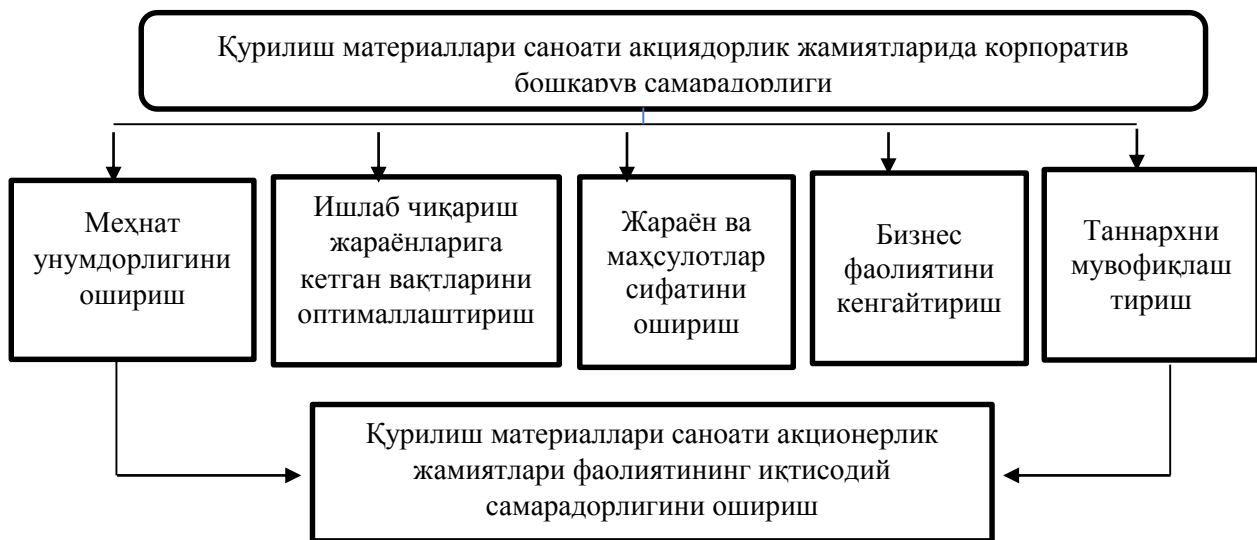 Қурилиш материаллари саноати акциядорлик жамиятларида корпоратив
бошқарув самарадорлиги
Меҳнат
унумдорлигини
ошириш
Ишлаб чиқариш
жараёнларига
кетган вақтларини
оптималлаштириш
Жараён ва
маҳсулотлар
сифатини
ошириш
Бизнес
фаолиятини
кенгайтириш
Таннархни
мувофиқлаш
тириш
Қурилиш материаллари саноати акционерлик
жамиятлари фаолиятининг иқтисодий
самарадорлигини ошириш